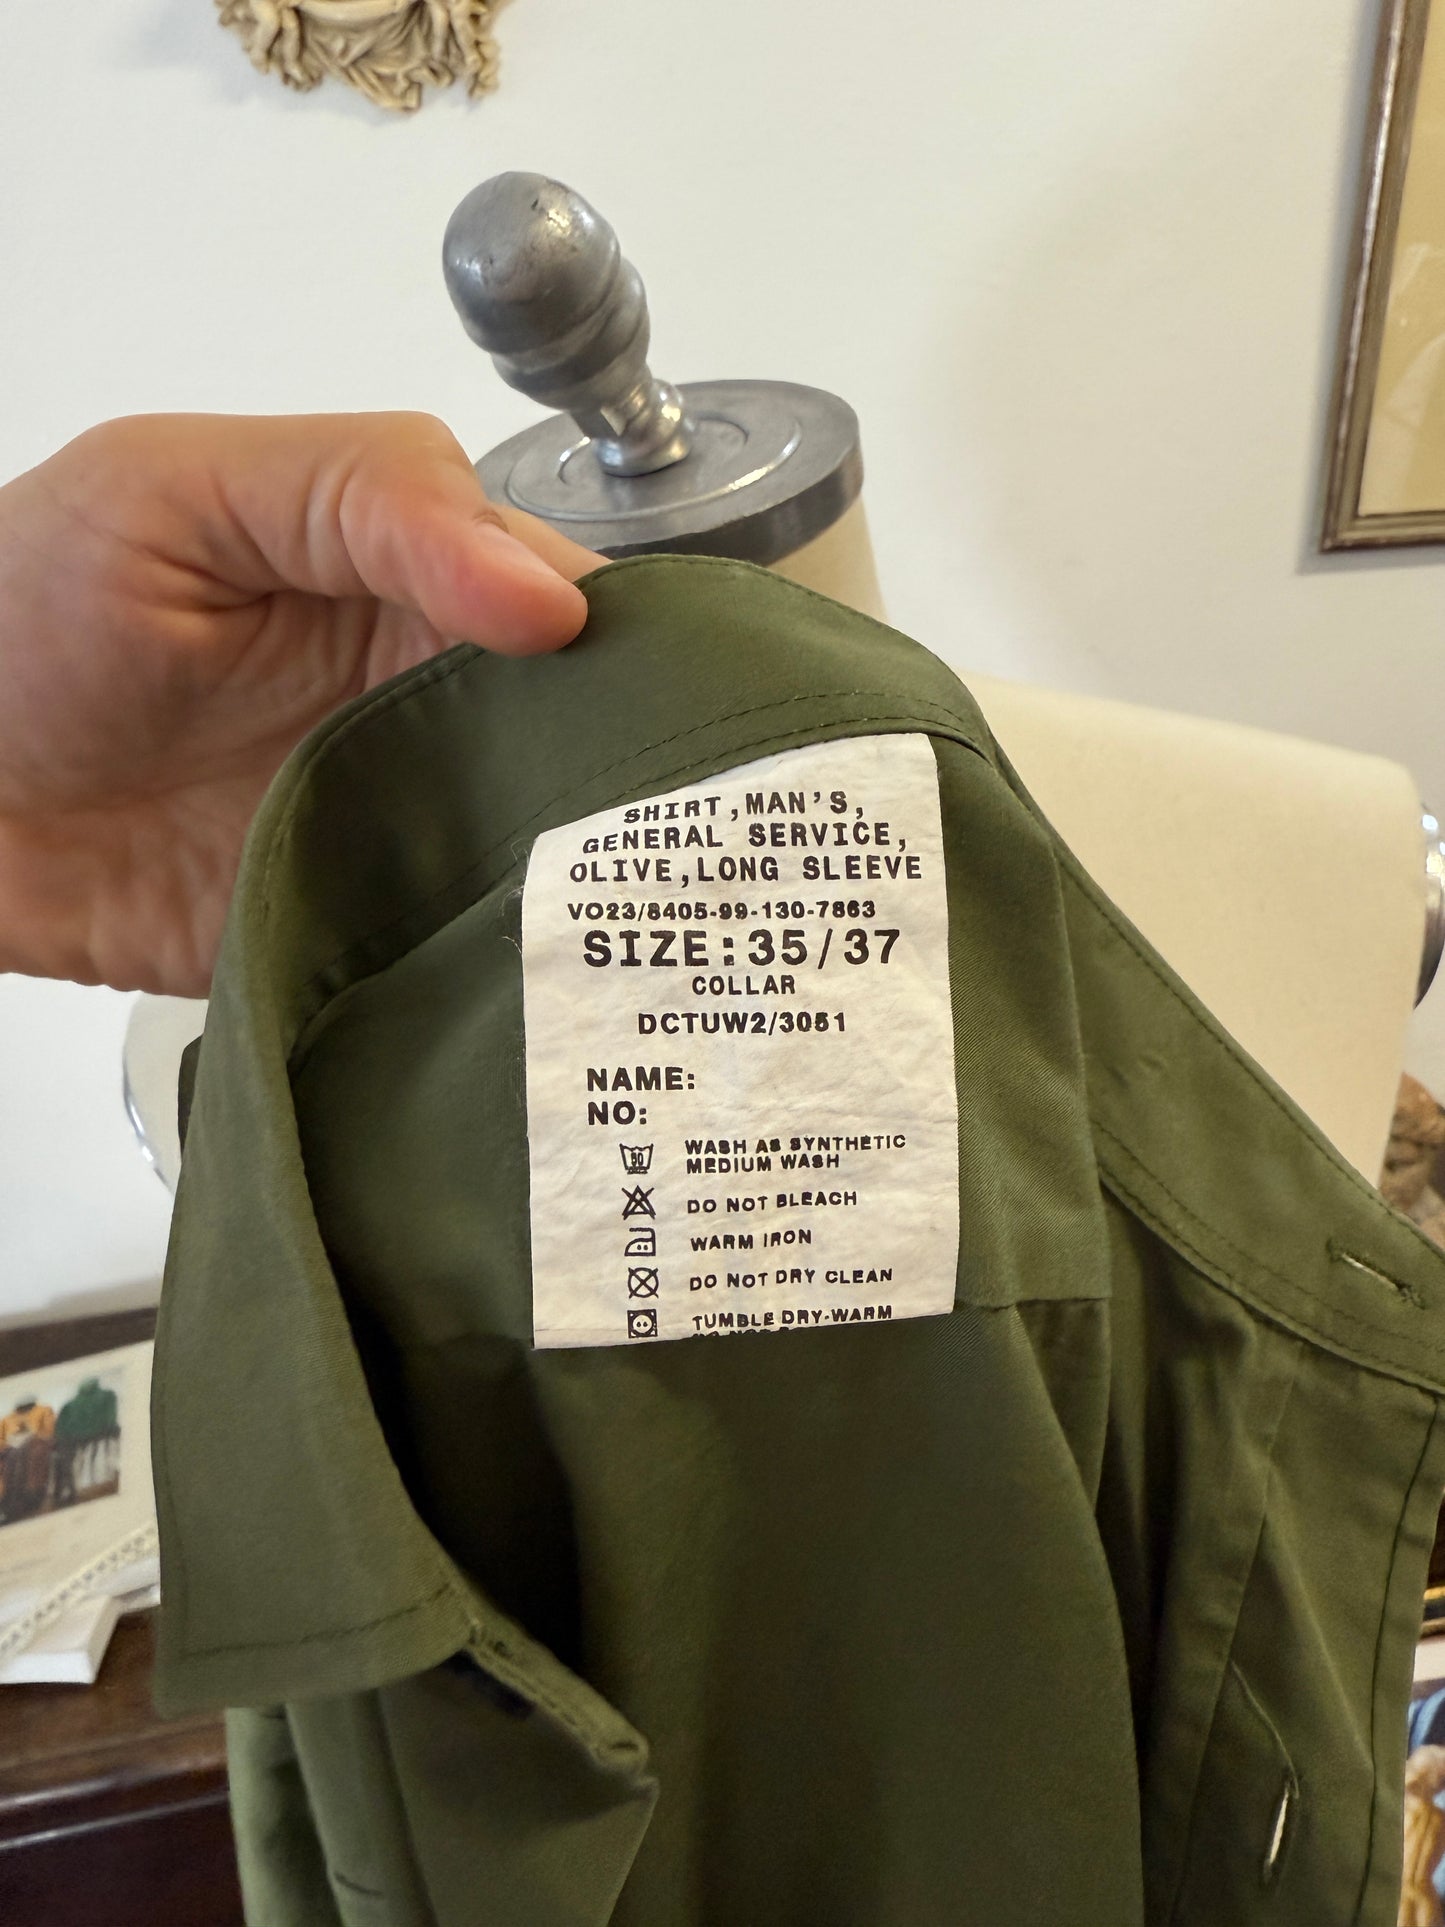 SHIRT,MAN'S,
GENERAL SERVICE,
OLIVE,LONG SLEEVE
VO23/8405-99-130-7863
SIZE:35/37
COLLAR
DCTUW2/3051
NAME:
NO:
WASH AS SYNTHETIC
MEDIUM WASH
DO NOT BLEACH
WARM IRON
DO NOT DRY CLEAN
TUMBLE DRY-WARM